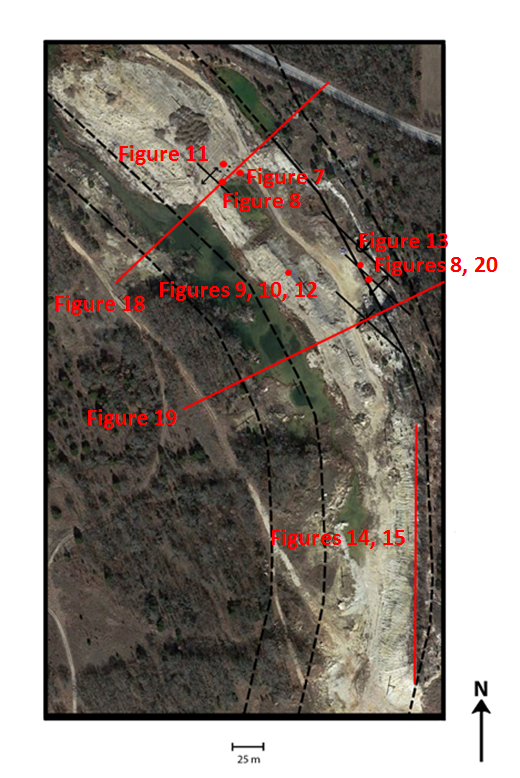 Figure 11
Figure 7
Figure 8
Figure 13
Figures 8, 20
Figures 9, 10, 12
Figure 18
Figure 19
Figures 14, 15
N
25 m